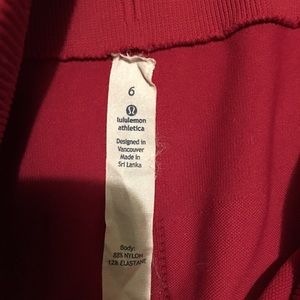 6
lululemon
athletica
Designed in
Vancouver
Made in
Sri Lanka
Body:
88% NYLON
12% ELASTANE